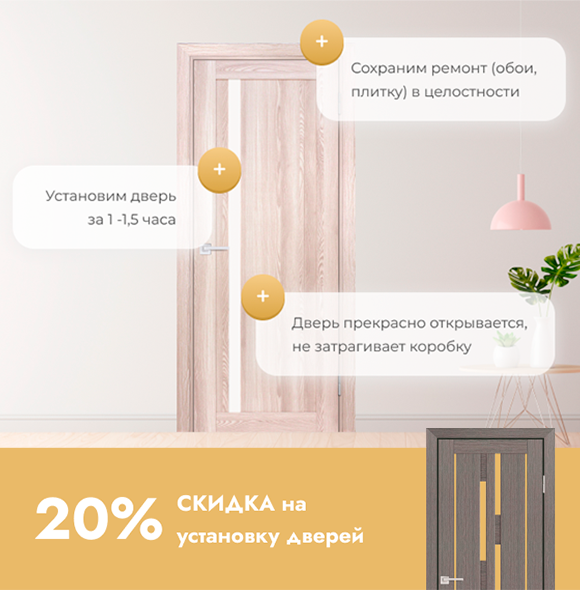 Сохраним ремонт (обои,
плитку) в целостности
Установим дверь
за 1 -1,5 часа
Дверь прекрасно открывается,
не затрагивает коробку
20%
СКИДКА на
установку дверей